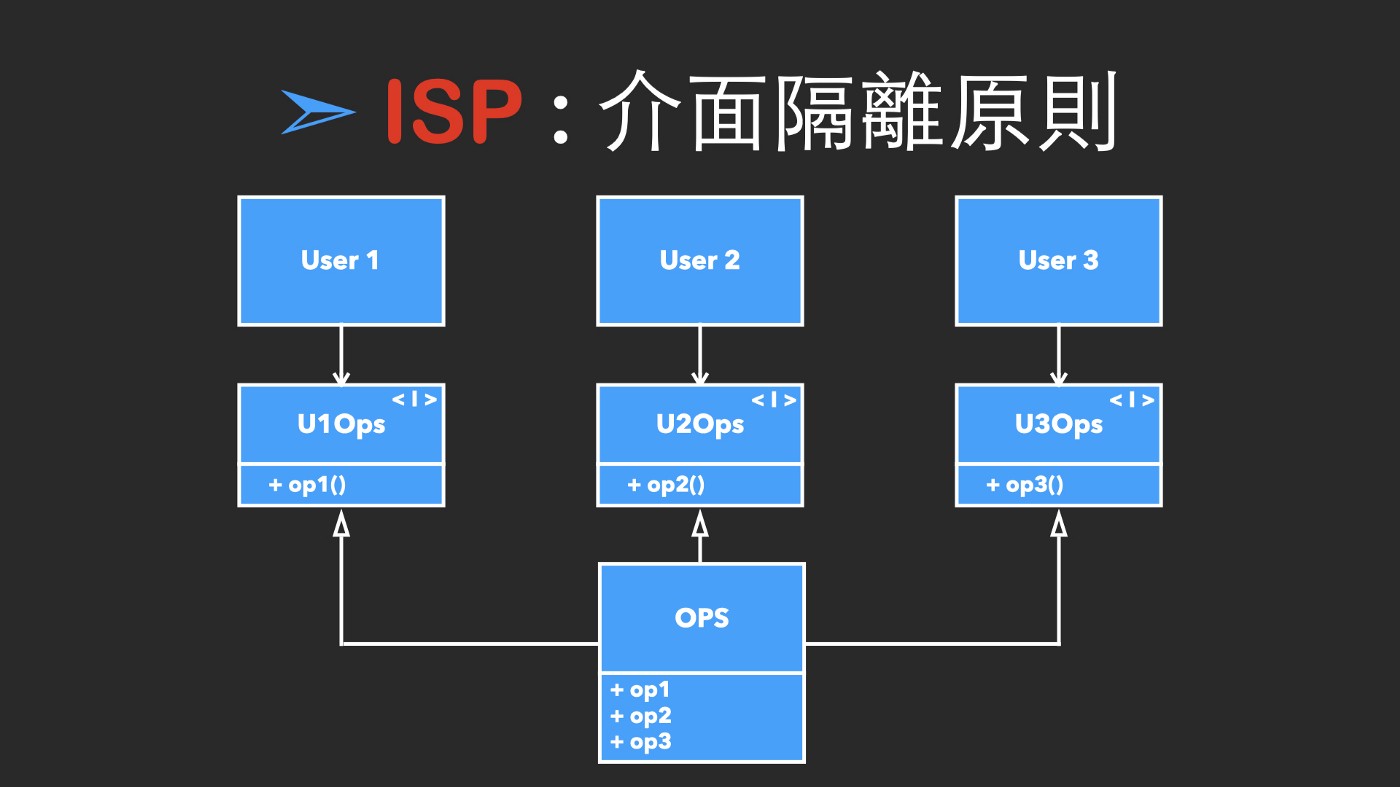 ISP : 介面隔離原則
User 1
User 2
User 3
< I >
U1Ops
+ op1()
< I >
U2Ops
+ op2()
< I >
U3Ops
+ op3()
OPS
+ op1
+ op2
+ op3